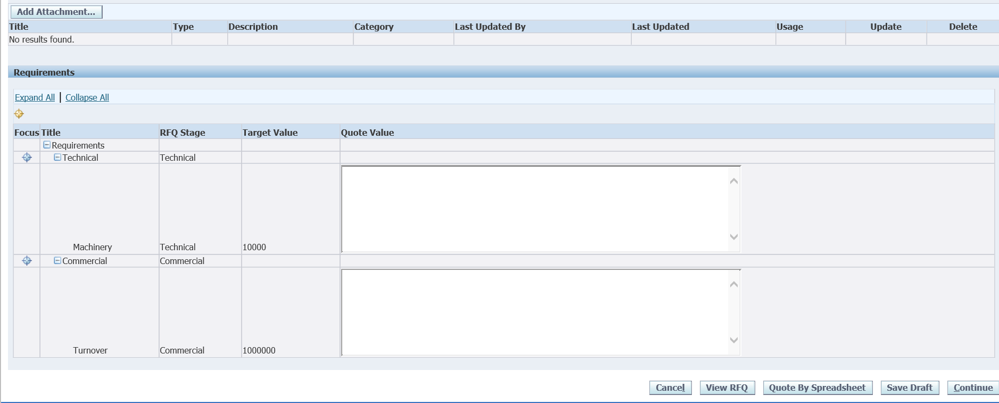 Add Attachment...
Title Type Description Category Last Updated By Last Updated Usage Update Delete
No results found.
Requirements
Expand All | Collapse All
Focus Title RFQ Stage Target Value Quote Value
Requirements
Technical Technical
Machinery Technical 10000
Commercial Commercial
Turnover Commercial 1000000
Cancel View RFQ Quote By Spreadsheet Save Draft Continue